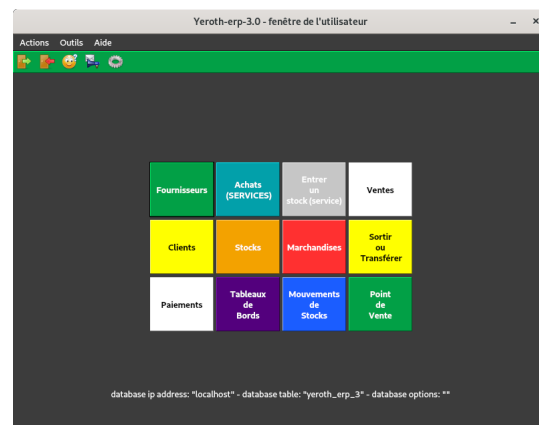 Yeroth-erp-3.0 - fenêtre de l'utilisateur
Actions Outils Aide
Fournisseurs
Achats
(SERVICES)
Entrer
un
stock (service)
Ventes
Clients
Stocks
Marchandises
Sortir
ou
Transférer
Paiements
Tableaux
de
Bords
Mouvements
de
Stocks
Point
de
Vente
database ip address: "localhost" - database table: "yeroth_erp_3" - database options: ""